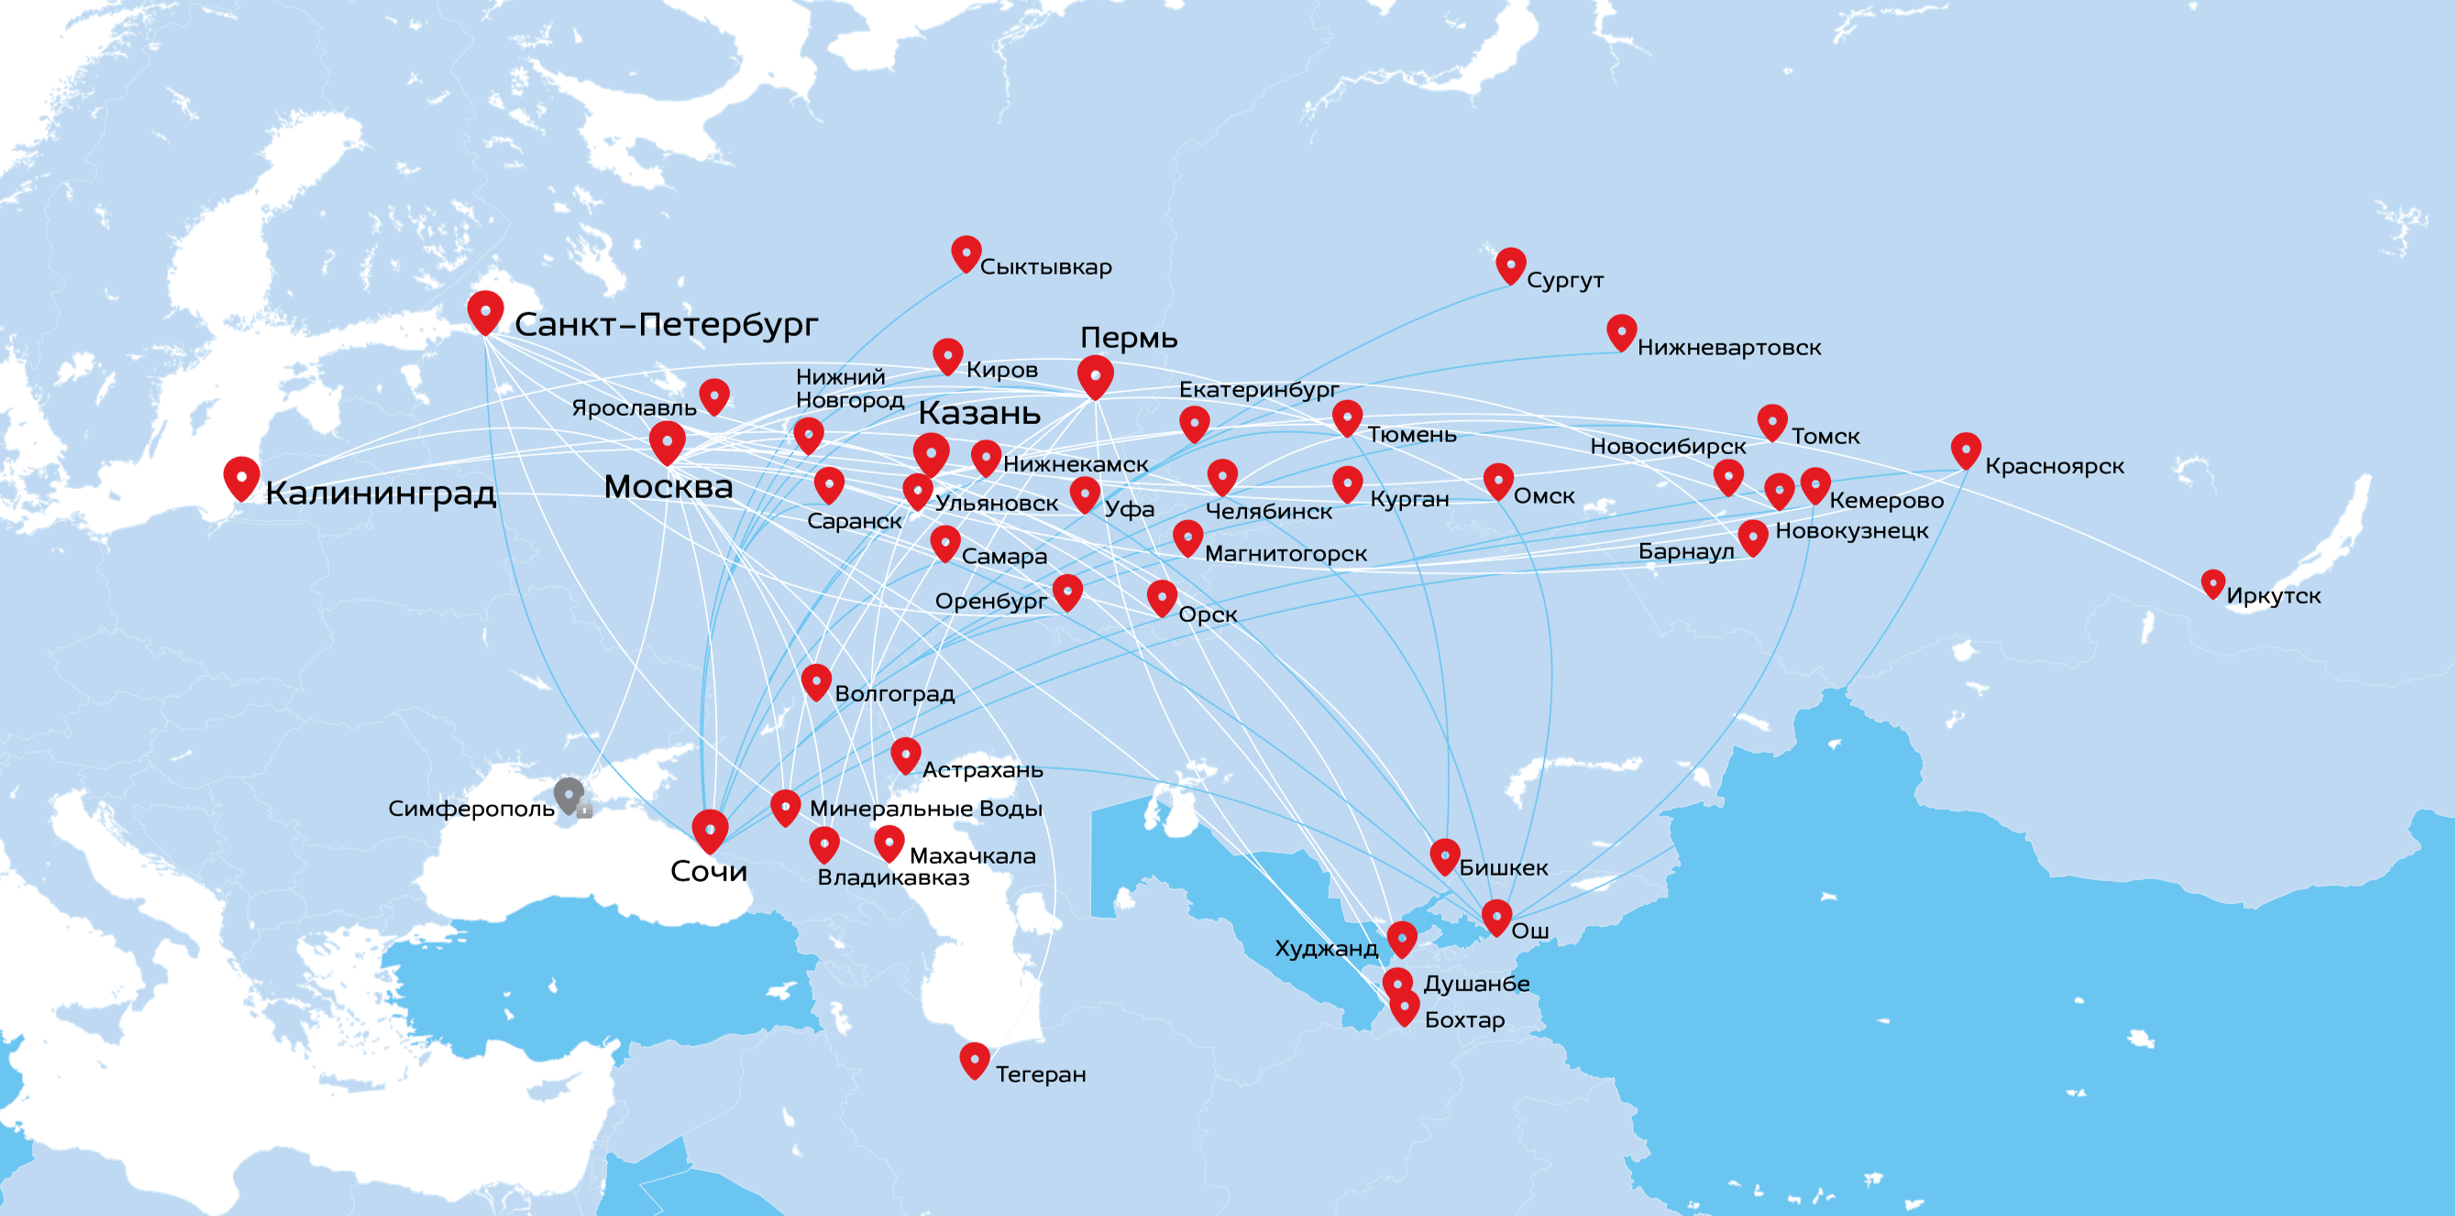 Сыктывкар
Сургут
Санкт-Петербург
Пермь
Нижневартовск
Киров
Нижний
Новгород
Екатеринбург
Ярославль
Казань
Тюмень
Томск
Новосибирск
Нижнекамск
Красноярск
Москва
Калининград
Ульяновск
Уфа
Челябинск
Курган
Омск
Кемерово
Саранск
Новокузнецк
Самара
Магнитогорск
Барнаул
Оренбург
Орск
Иркутск
Волгоград
Астрахань
Симферополь
Минеральные Воды
Махачкала
Сочи
Владикавказ
Бишкек
Ош
Худжанд
Душанбе
Бохтар
Тегеран